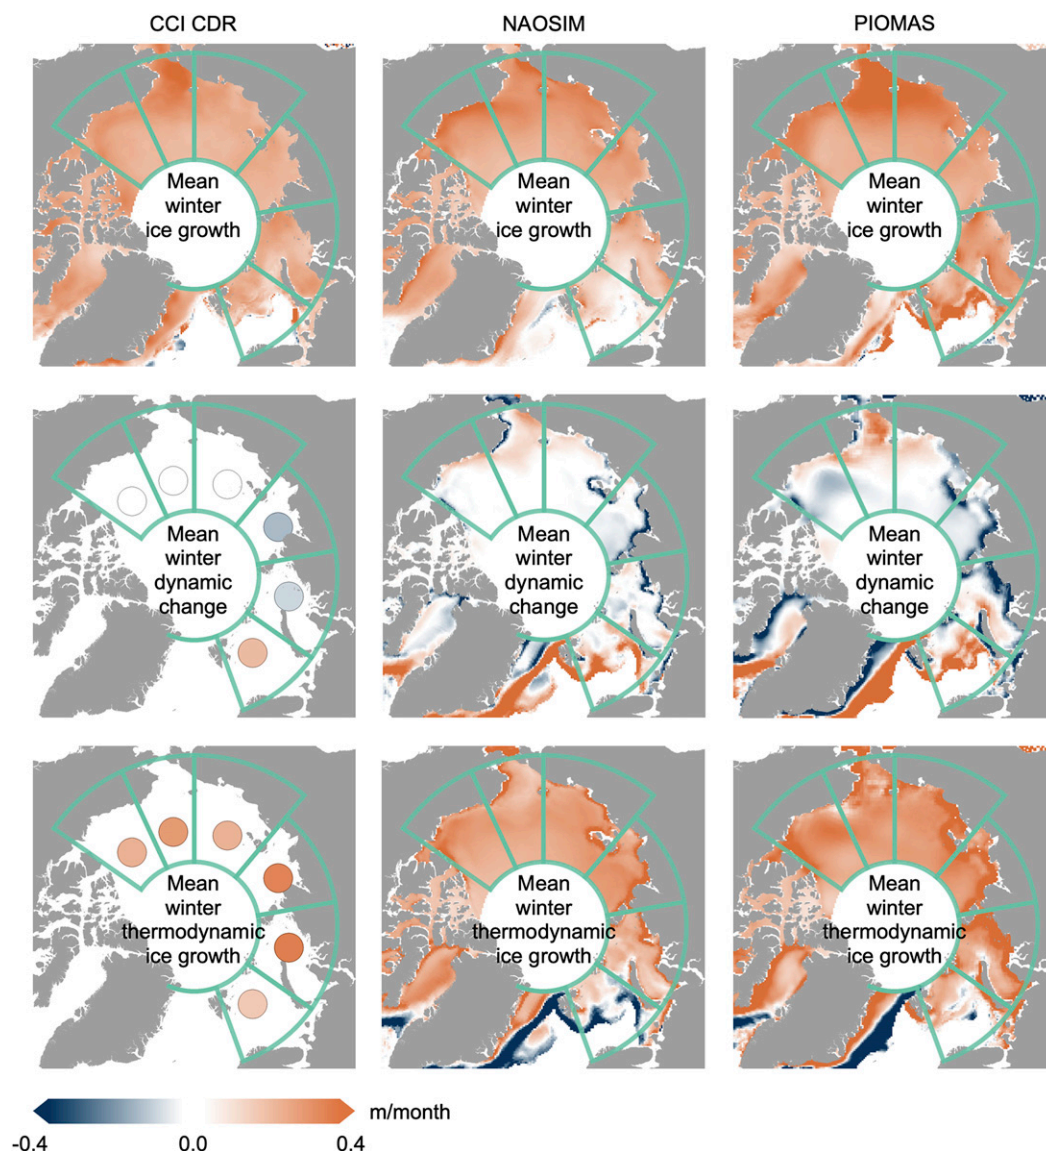 CCI CDR
NAOSIM
PIOMAS
Mean
winter
ice growth
Mean
winter
ice growth
Mean
winter
ice growth
Mean
winter
dynamic
change
Mean
winter
dynamic
change
Mean
winter
dynamic
change
Mean
winter
thermodynamic
ice growth
Mean
winter
thermodynamic
ice growth
Mean
winter
thermodynamic
ice growth
m/month
-0.4
0.0
0.4